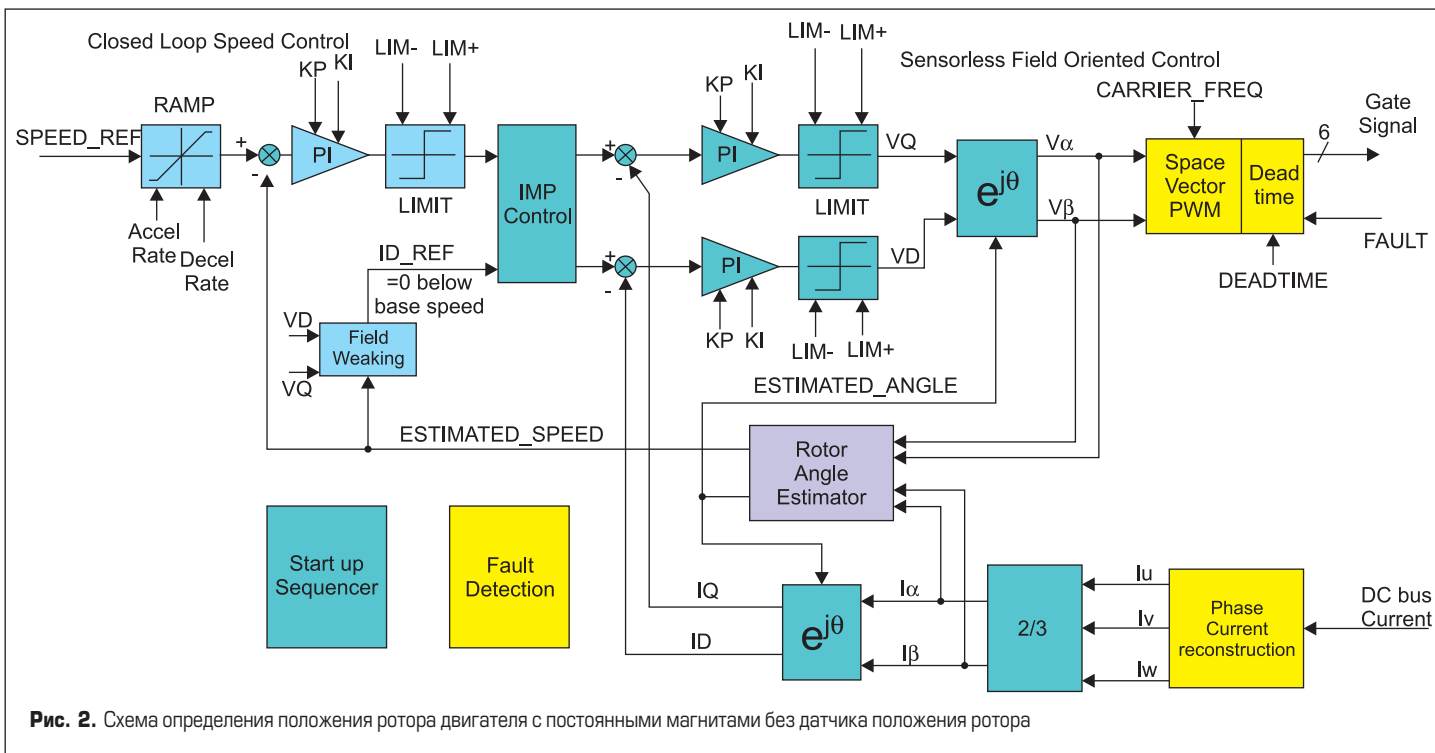 Closed Loop Speed Control
LIM-
LIM+
KP
KI
RAMP
SPEED_REF
+
-
PI
LIMIT
Accel
Rate
Decel
Rate
ID_REF
=0 below
base speed
VD
VQ
Field
Weaking
IMP
Control
ESTIMATED_SPEED
LIM-
LIM+
Sensorless Field Oriented Control
KP
KI
CARRIER_FREQ
Gate
Signal
6
+
-
PI
VQ
LIMIT
ejθ
Vα
Vβ
Space
Vector
PWM
Dead
time
FAULT
DEADTIME
+
-
PI
VD
KP
KI
LIM-
LIM+
ESTIMATED_ANGLE
Rotor
Angle
Estimator
Start up
Sequencer
Fault
Detection
IQ
ID
ejθ
Iα
Iβ
2/3
Iu
Iv
Iw
Phase
Current
reconstruction
DC bus
Current
Рис. 2. Схема определения положения ротора двигателя с постоянными магнитами без датчика положения ротора